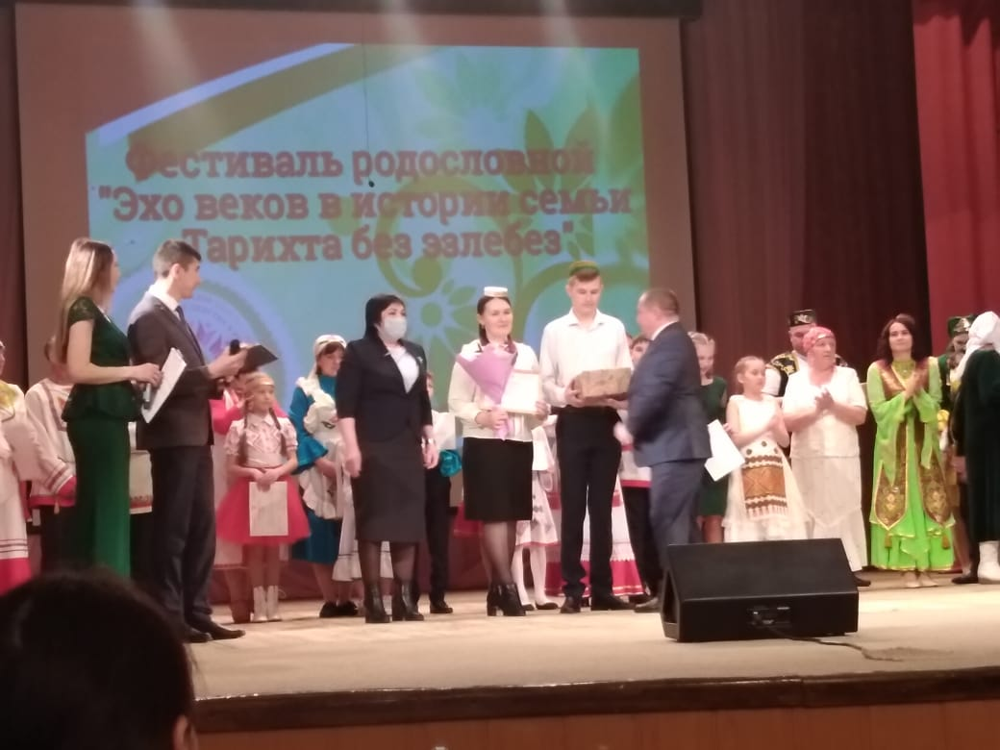 Фестиваль родословной
"Эхо веков в истории семьи
Тарихта без эзлебез"